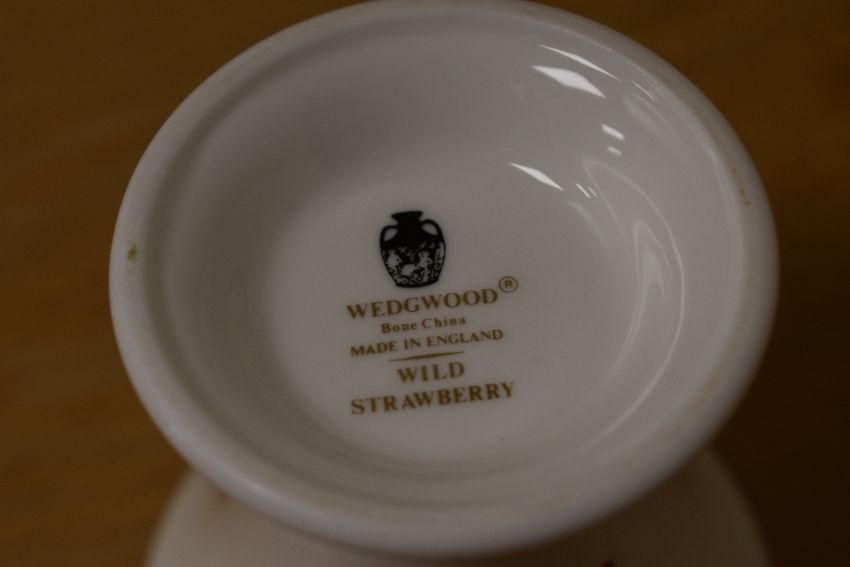 WEDGWOOD®
Bone China
MADE IN ENGLAND
WILD
STRAWBERRY